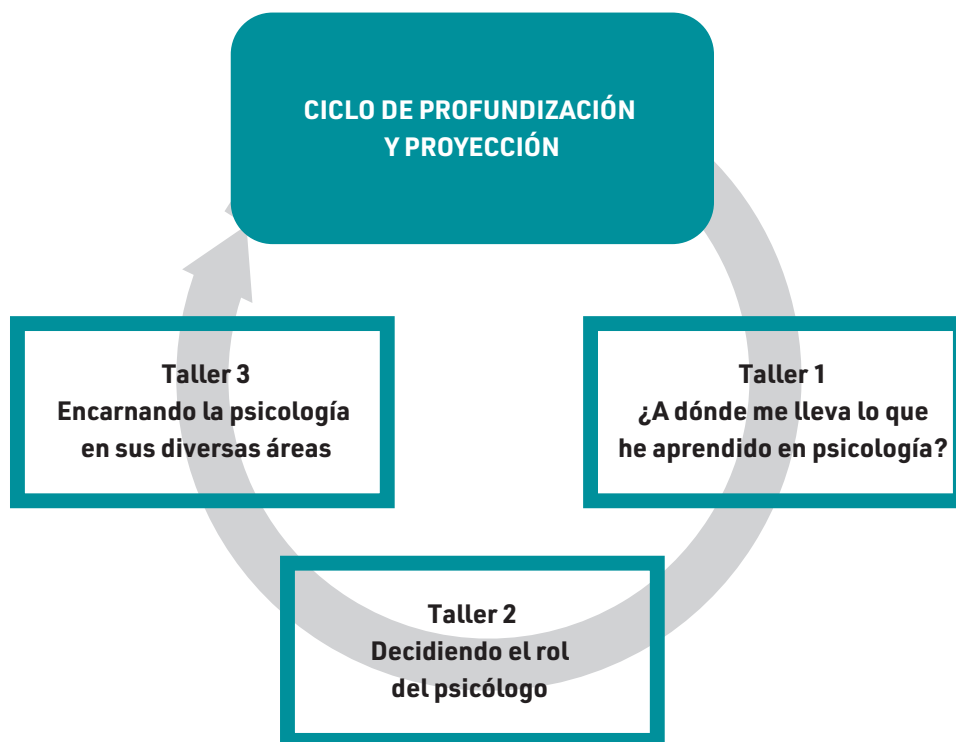 CICLO DE PROFUNDIZACIÓN
Y PROYECCIÓN
Taller 1
¿A dónde me lleva lo que
he aprendido en psicología?
Taller 2
Decidiendo el rol
del psicólogo
Taller 3
Encarnando la psicología
en sus diversas áreas